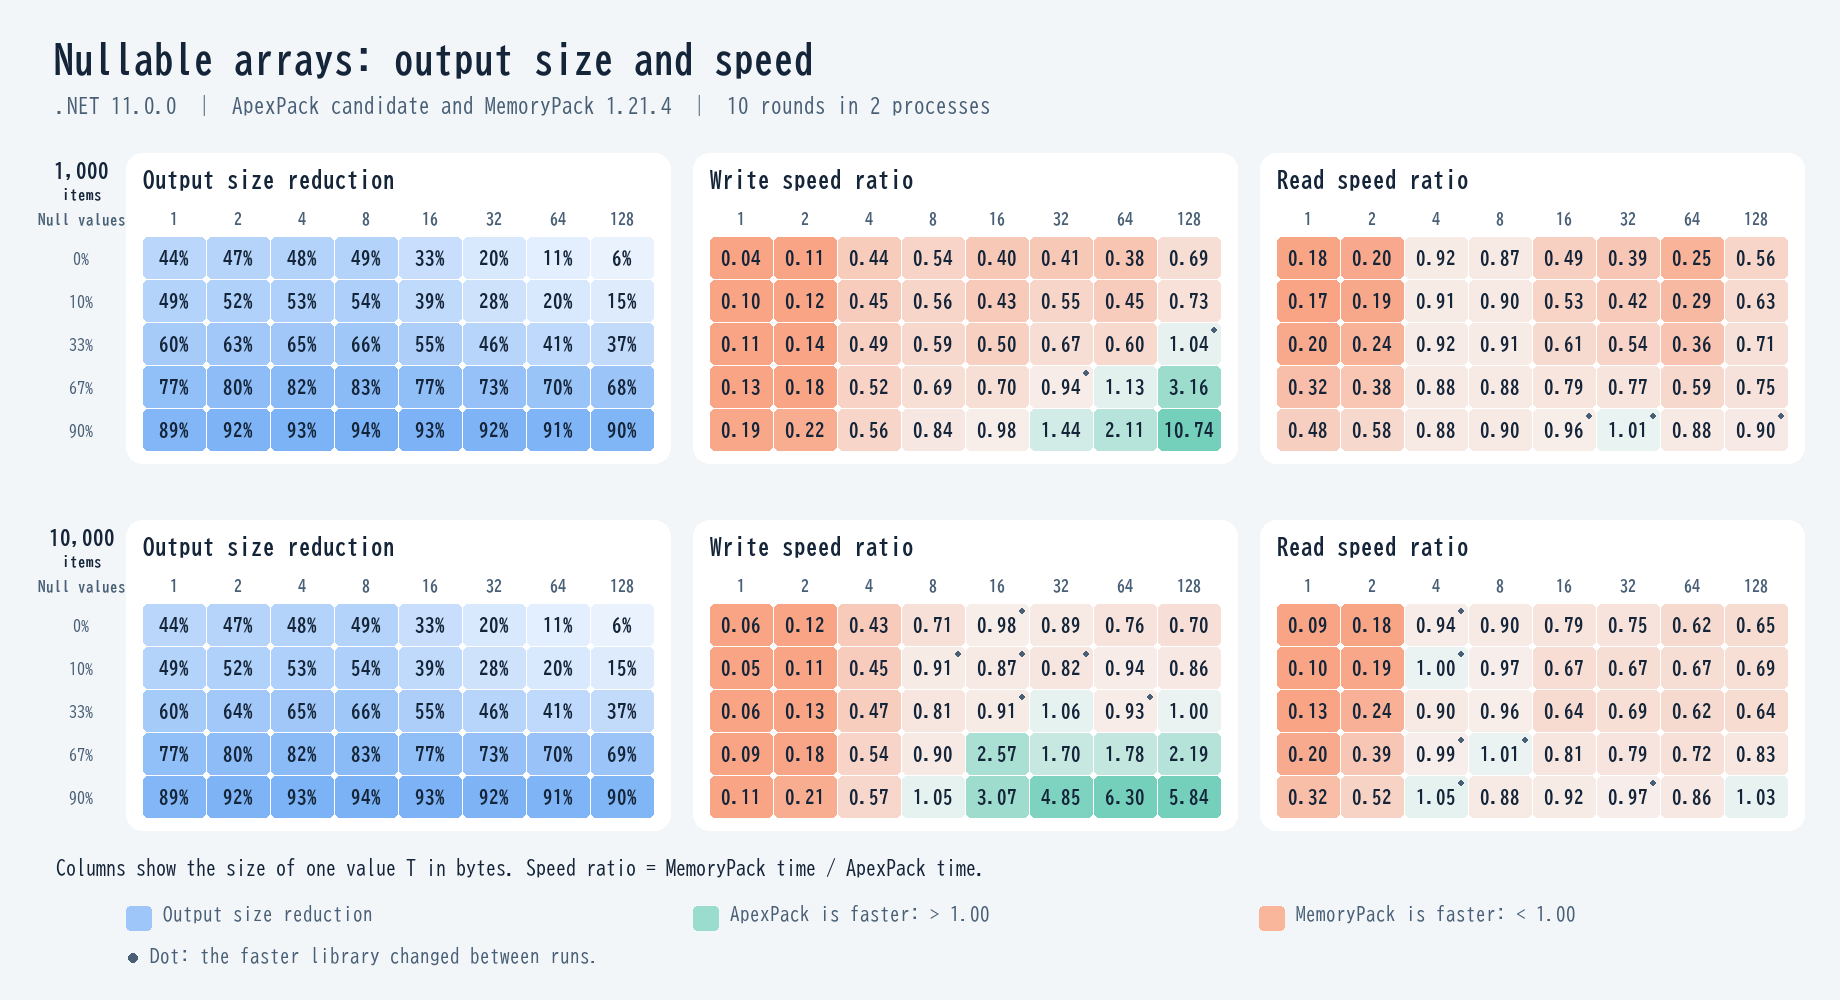 Nullable arrays: output size and speed
.NET 11.0.0 | ApexPack candidate and MemoryPack 1.21.4 | 10 rounds in 2 processes
1,000
items
Null values
Output size reduction
1 2 4 8 16 32 64 128
0% 44% 47% 48% 49% 33% 20% 11% 6%
10% 49% 52% 53% 54% 39% 28% 20% 15%
33% 60% 63% 65% 66% 55% 46% 41% 37%
67% 77% 80% 82% 83% 77% 73% 70% 68%
90% 89% 92% 93% 94% 93% 92% 91% 90%
Write speed ratio
1 2 4 8 16 32 64 128
0.04 0.11 0.44 0.54 0.40 0.41 0.38 0.69
0.10 0.12 0.45 0.56 0.43 0.55 0.45 0.73
0.11 0.14 0.49 0.59 0.50 0.67 0.60 1.04
0.13 0.18 0.52 0.69 0.70 0.94 1.13 3.16
0.19 0.22 0.56 0.84 0.98 1.44 2.11 10.74
Read speed ratio
1 2 4 8 16 32 64 128
0.18 0.20 0.92 0.87 0.49 0.39 0.25 0.56
0.17 0.19 0.91 0.90 0.53 0.42 0.29 0.63
0.20 0.24 0.92 0.91 0.61 0.54 0.36 0.71
0.32 0.38 0.88 0.88 0.79 0.77 0.59 0.75
0.48 0.58 0.88 0.90 0.96 1.01 0.88 0.90
10,000
items
Null values
Output size reduction
1 2 4 8 16 32 64 128
0% 44% 47% 48% 49% 33% 20% 11% 6%
10% 49% 52% 53% 54% 39% 28% 20% 15%
33% 60% 64% 65% 66% 55% 46% 41% 37%
67% 77% 80% 82% 83% 77% 73% 70% 69%
90% 89% 92% 93% 94% 93% 92% 91% 90%
Write speed ratio
1 2 4 8 16 32 64 128
0.06 0.12 0.43 0.71 0.98 0.89 0.76 0.70
0.05 0.11 0.45 0.91 0.87 0.82 0.94 0.86
0.06 0.13 0.47 0.81 0.91 1.06 0.93 1.00
0.09 0.18 0.54 0.90 2.57 1.70 1.78 2.19
0.11 0.21 0.57 1.05 3.07 4.85 6.30 5.84
Read speed ratio
1 2 4 8 16 32 64 128
0.09 0.18 0.94 0.90 0.79 0.75 0.62 0.65
0.10 0.19 1.00 0.97 0.67 0.67 0.67 0.69
0.13 0.24 0.90 0.96 0.64 0.69 0.62 0.64
0.20 0.39 0.99 1.01 0.81 0.79 0.72 0.83
0.32 0.52 1.05 0.88 0.92 0.97 0.86 1.03
Columns show the size of one value T in bytes. Speed ratio = MemoryPack time / ApexPack time.
Output size reduction
ApexPack is faster: > 1.00
MemoryPack is faster: < 1.00
Dot: the faster library changed between runs.